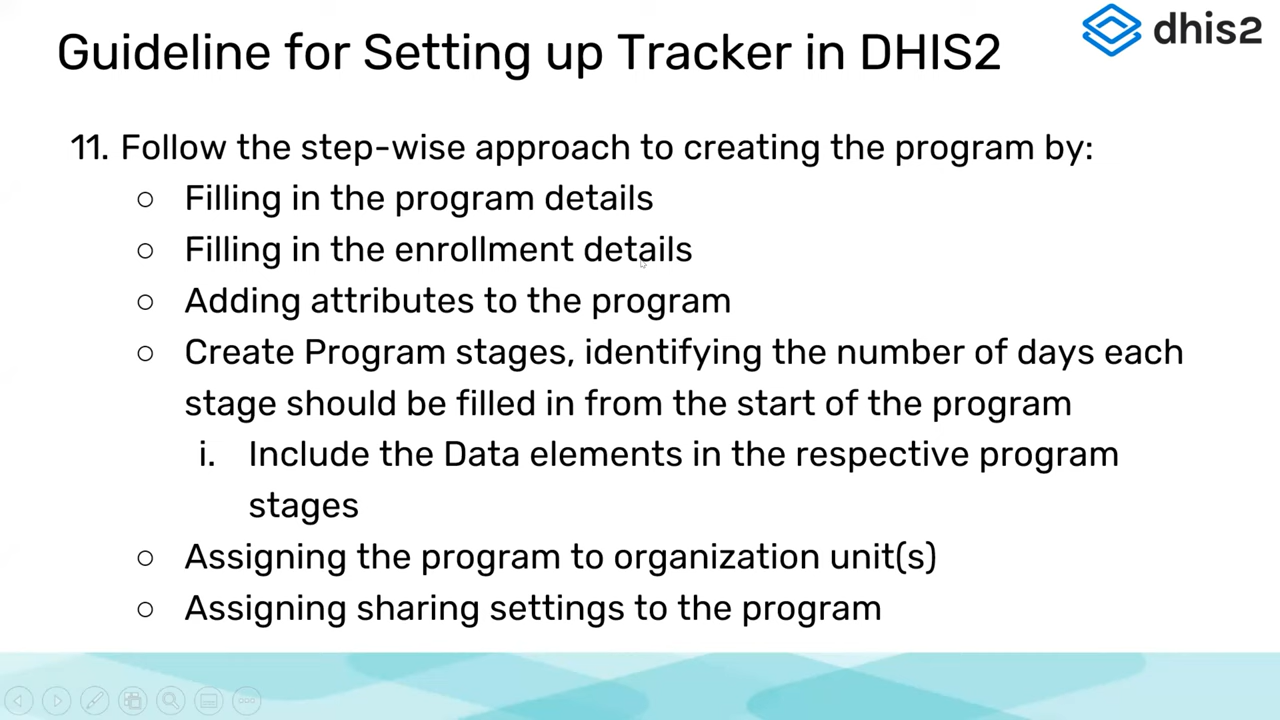 Guideline for Setting up Tracker in DHIS2
dhis2
11. Follow the step-wise approach to creating the program by:
○ Filling in the program details
○ Filling in the enrollment details
○ Adding attributes to the program
○ Create Program stages, identifying the number of days each
stage should be filled in from the start of the program
i. Include the Data elements in the respective program
stages
○ Assigning the program to organization unit(s)
○ Assigning sharing settings to the program